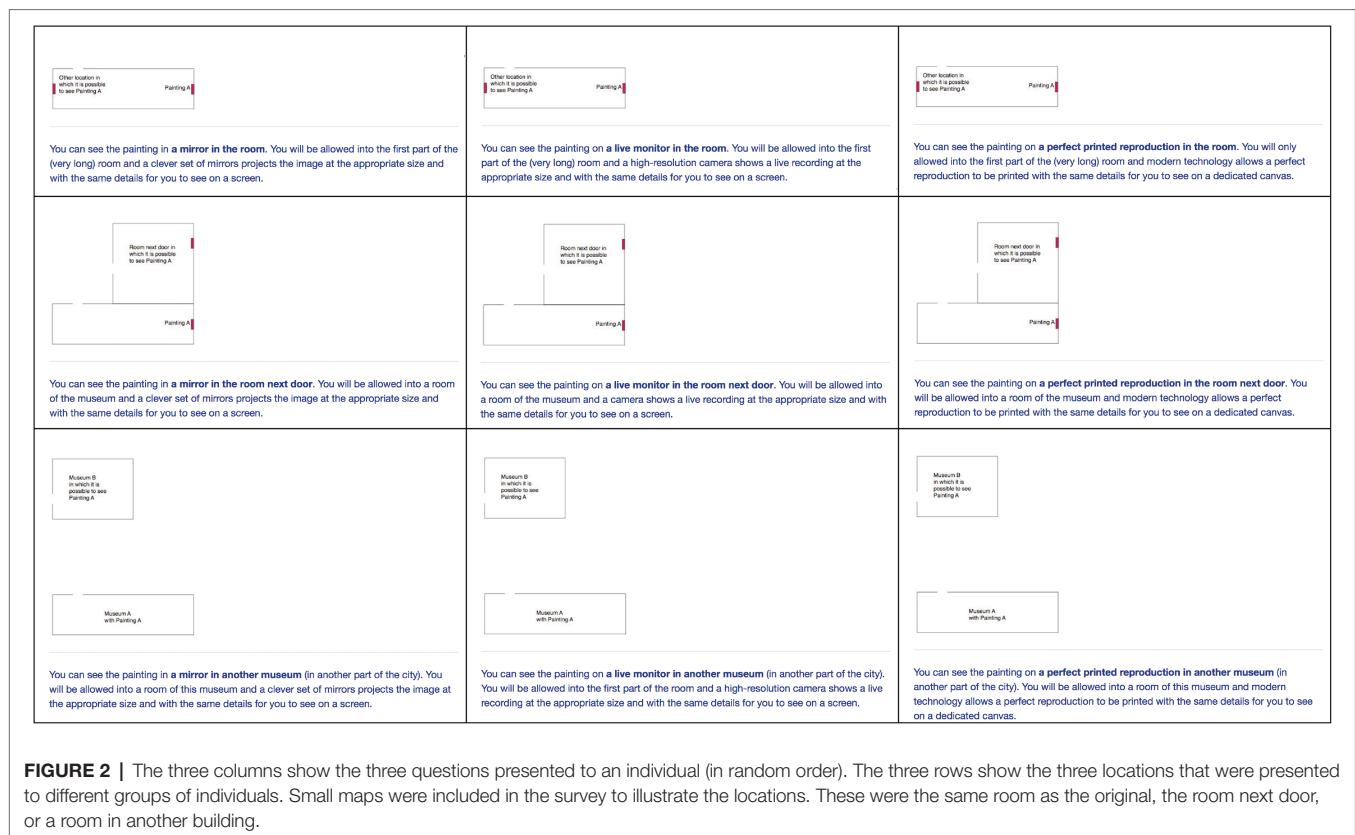 Other location in
which it is possible
to see Painting A
Painting A
You can see the painting in a mirror in the room. You will be allowed into the first part of the
(very long) room and a clever set of mirrors projects the image at the appropriate size and
with the same details for you to see on a screen.
Other location in
which it is possible
to see Painting A
Painting A
You can see the painting on a live monitor in the room. You will be allowed into the first
part of the (very long) room and a high-resolution camera shows a live recording at the
appropriate size and with the same details for you to see on a screen.
Other location in
which it is possible
to see Painting A
Painting A
You can see the painting on a perfect printed reproduction in the room. You will only
allowed into the first part of the (very long) room and modern technology allows a perfect
reproduction to be printed with the same details for you to see on a dedicated canvas.
Room next door in
which it is possible
to see Painting A
Painting A
You can see the painting in a mirror in the room next door. You will be allowed into a room
of the museum and a clever set of mirrors projects the image at the appropriate size and
with the same details for you to see on a screen.
Room next door in
which it is possible
to see Painting A
Painting A
You can see the painting on a live monitor in the room next door. You will be allowed into
a room of the museum and a camera shows a live recording at the appropriate size and with
the same details for you to see on a screen.
Room next door in
which it is possible
to see Painting A
Painting A
You can see the painting on a perfect printed reproduction in the room next door. You
will be allowed into a room of the museum and modern technology allows a perfect
reproduction to be printed with the same details for you to see on a dedicated canvas.
Museum B
in which it is
possible to see
Painting A
Museum A
with Painting A
You can see the painting in a mirror in another museum (in another part of the city). You
will be allowed into a room of this museum and a clever set of mirrors projects the image at
the appropriate size and with the same details for you to see on a screen.
Museum B
in which it is
possible to see
Painting A
Museum A
with Painting A
You can see the painting on a live monitor in another museum (in another part of the city).
You will be allowed into the first part of the room and a high-resolution camera shows a live
recording at the appropriate size and with the same details for you to see on a screen.
Museum B
in which it is
possible to see
Painting A
Museum A
with Painting A
You can see the painting on a perfect printed reproduction in another museum (in
another part of the city). You will be allowed into a room of this museum and modern
technology allows a perfect reproduction to be printed with the same details for you to see
on a dedicated canvas.
FIGURE 2 | The three columns show the three questions presented to an individual (in random order). The three rows show the three locations that were presented
to different groups of individuals. Small maps were included in the survey to illustrate the locations. These were the same room as the original, the room next door,
or a room in another building.